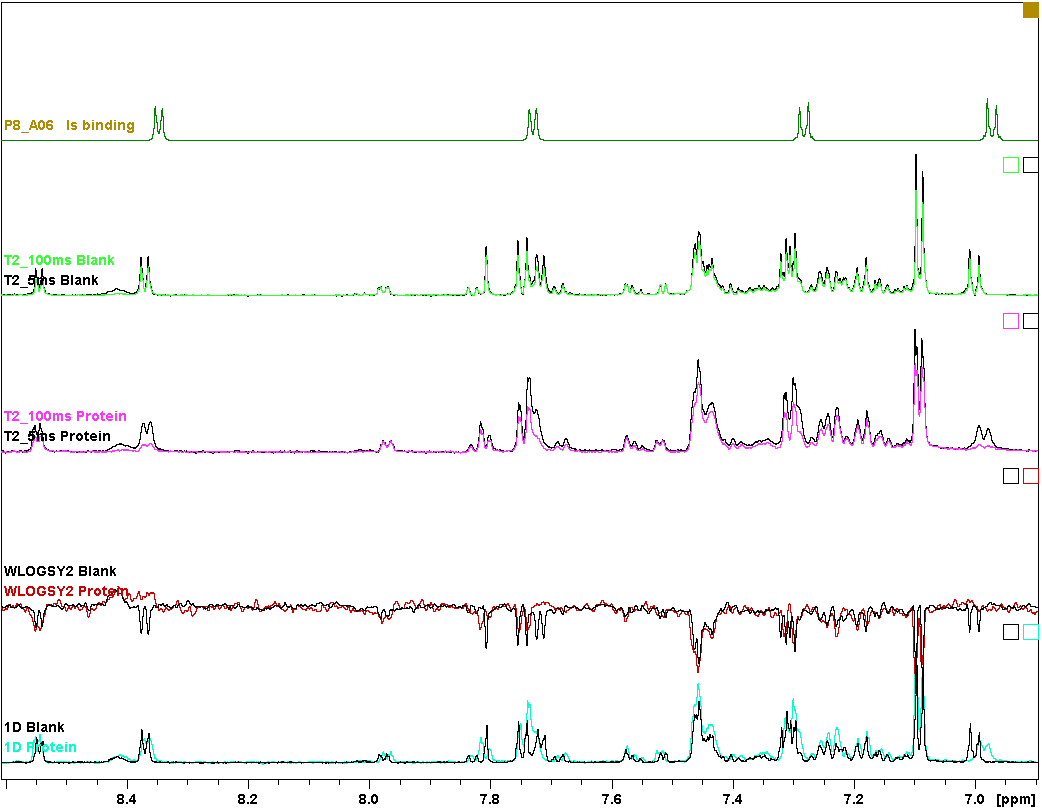 P8_A06 Is binding
T2_100ms Blank
T2_5ms Blank
T2_100ms Protein
T2_5ms Protein
WLOGSY2 Blank
WLOGSY2 Protein
1D Blank
1D Protein
8.4 8.2 8.0 7.8 7.6 7.4 7.2 7.0 [ppm]